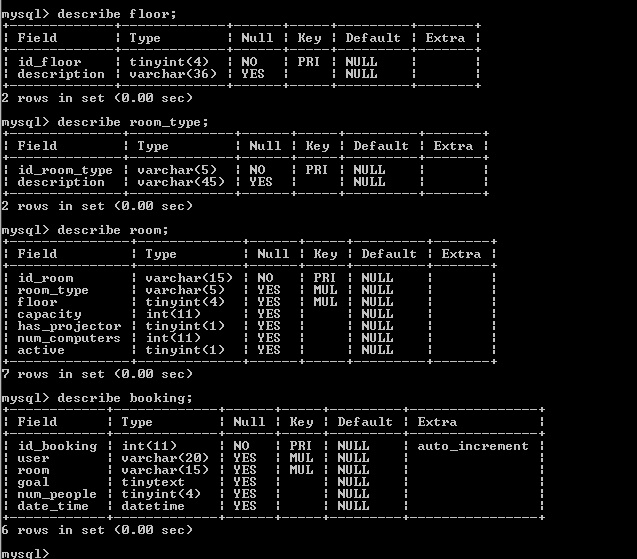 mysql> describe floor;
+-------------+-------------+------+-----+---------+-------+
¦ Field       ¦ Type        ¦ Null ¦ Key ¦ Default ¦ Extra ¦
+-------------+-------------+------+-----+---------+-------+
¦ id_floor    ¦ tinyint(4)  ¦ NO   ¦ PRI ¦ NULL    ¦       ¦
¦ description ¦ varchar(36) ¦ YES  ¦     ¦ NULL    ¦       ¦
+-------------+-------------+------+-----+---------+-------+
2 rows in set (0.00 sec)
mysql> describe room_type;
+--------------+-------------+------+-----+---------+-------+
¦ Field        ¦ Type        ¦ Null ¦ Key ¦ Default ¦ Extra ¦
+--------------+-------------+------+-----+---------+-------+
¦ id_room_type ¦ varchar(5)  ¦ NO   ¦ PRI ¦ NULL    ¦       ¦
¦ description  ¦ varchar(45) ¦ YES  ¦     ¦ NULL    ¦       ¦
+--------------+-------------+------+-----+---------+-------+
2 rows in set (0.00 sec)
mysql> describe room;
+---------------+-------------+------+-----+---------+-------+
¦ Field         ¦ Type        ¦ Null ¦ Key ¦ Default ¦ Extra ¦
+---------------+-------------+------+-----+---------+-------+
¦ id_room       ¦ varchar(15) ¦ NO   ¦ PRI ¦ NULL    ¦       ¦
¦ room_type     ¦ varchar(5)  ¦ YES  ¦ MUL ¦ NULL    ¦       ¦
¦ floor         ¦ tinyint(4)  ¦ YES  ¦ MUL ¦ NULL    ¦       ¦
¦ capacity      ¦ int(11)     ¦ YES  ¦     ¦ NULL    ¦       ¦
¦ has_projector ¦ tinyint(1)  ¦ YES  ¦     ¦ NULL    ¦       ¦
¦ num_computers ¦ int(11)     ¦ YES  ¦     ¦ NULL    ¦       ¦
¦ active        ¦ tinyint(1)  ¦ YES  ¦     ¦ NULL    ¦       ¦
+---------------+-------------+------+-----+---------+-------+
7 rows in set (0.00 sec)
mysql> describe booking;
+------------+-------------+------+-----+---------+----------------+
¦ Field      ¦ Type        ¦ Null ¦ Key ¦ Default ¦ Extra          ¦
+------------+-------------+------+-----+---------+----------------+
¦ id_booking ¦ int(11)     ¦ NO   ¦ PRI ¦ NULL    ¦ auto_increment ¦
¦ user       ¦ varchar(20) ¦ YES  ¦ MUL ¦ NULL    ¦                ¦
¦ room       ¦ varchar(15) ¦ YES  ¦ MUL ¦ NULL    ¦                ¦
¦ goal       ¦ tinytext    ¦ YES  ¦     ¦ NULL    ¦                ¦
¦ num_people ¦ tinyint(4)  ¦ YES  ¦     ¦ NULL    ¦                ¦
¦ date_time  ¦ datetime    ¦ YES  ¦     ¦ NULL    ¦                ¦
+------------+-------------+------+-----+---------+----------------+
6 rows in set (0.00 sec)
mysql>